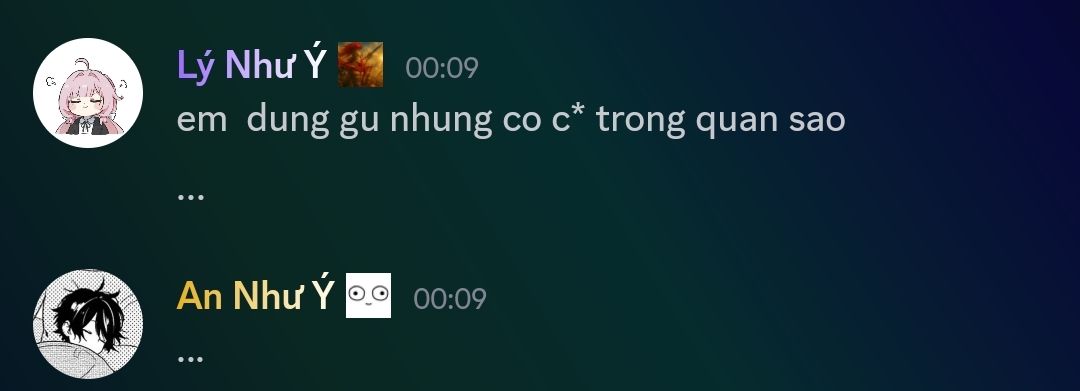 Lý Như Ý 00:09
em  dung gu nhung co c* trong quan sao
...
An Như Ý 00:09
...